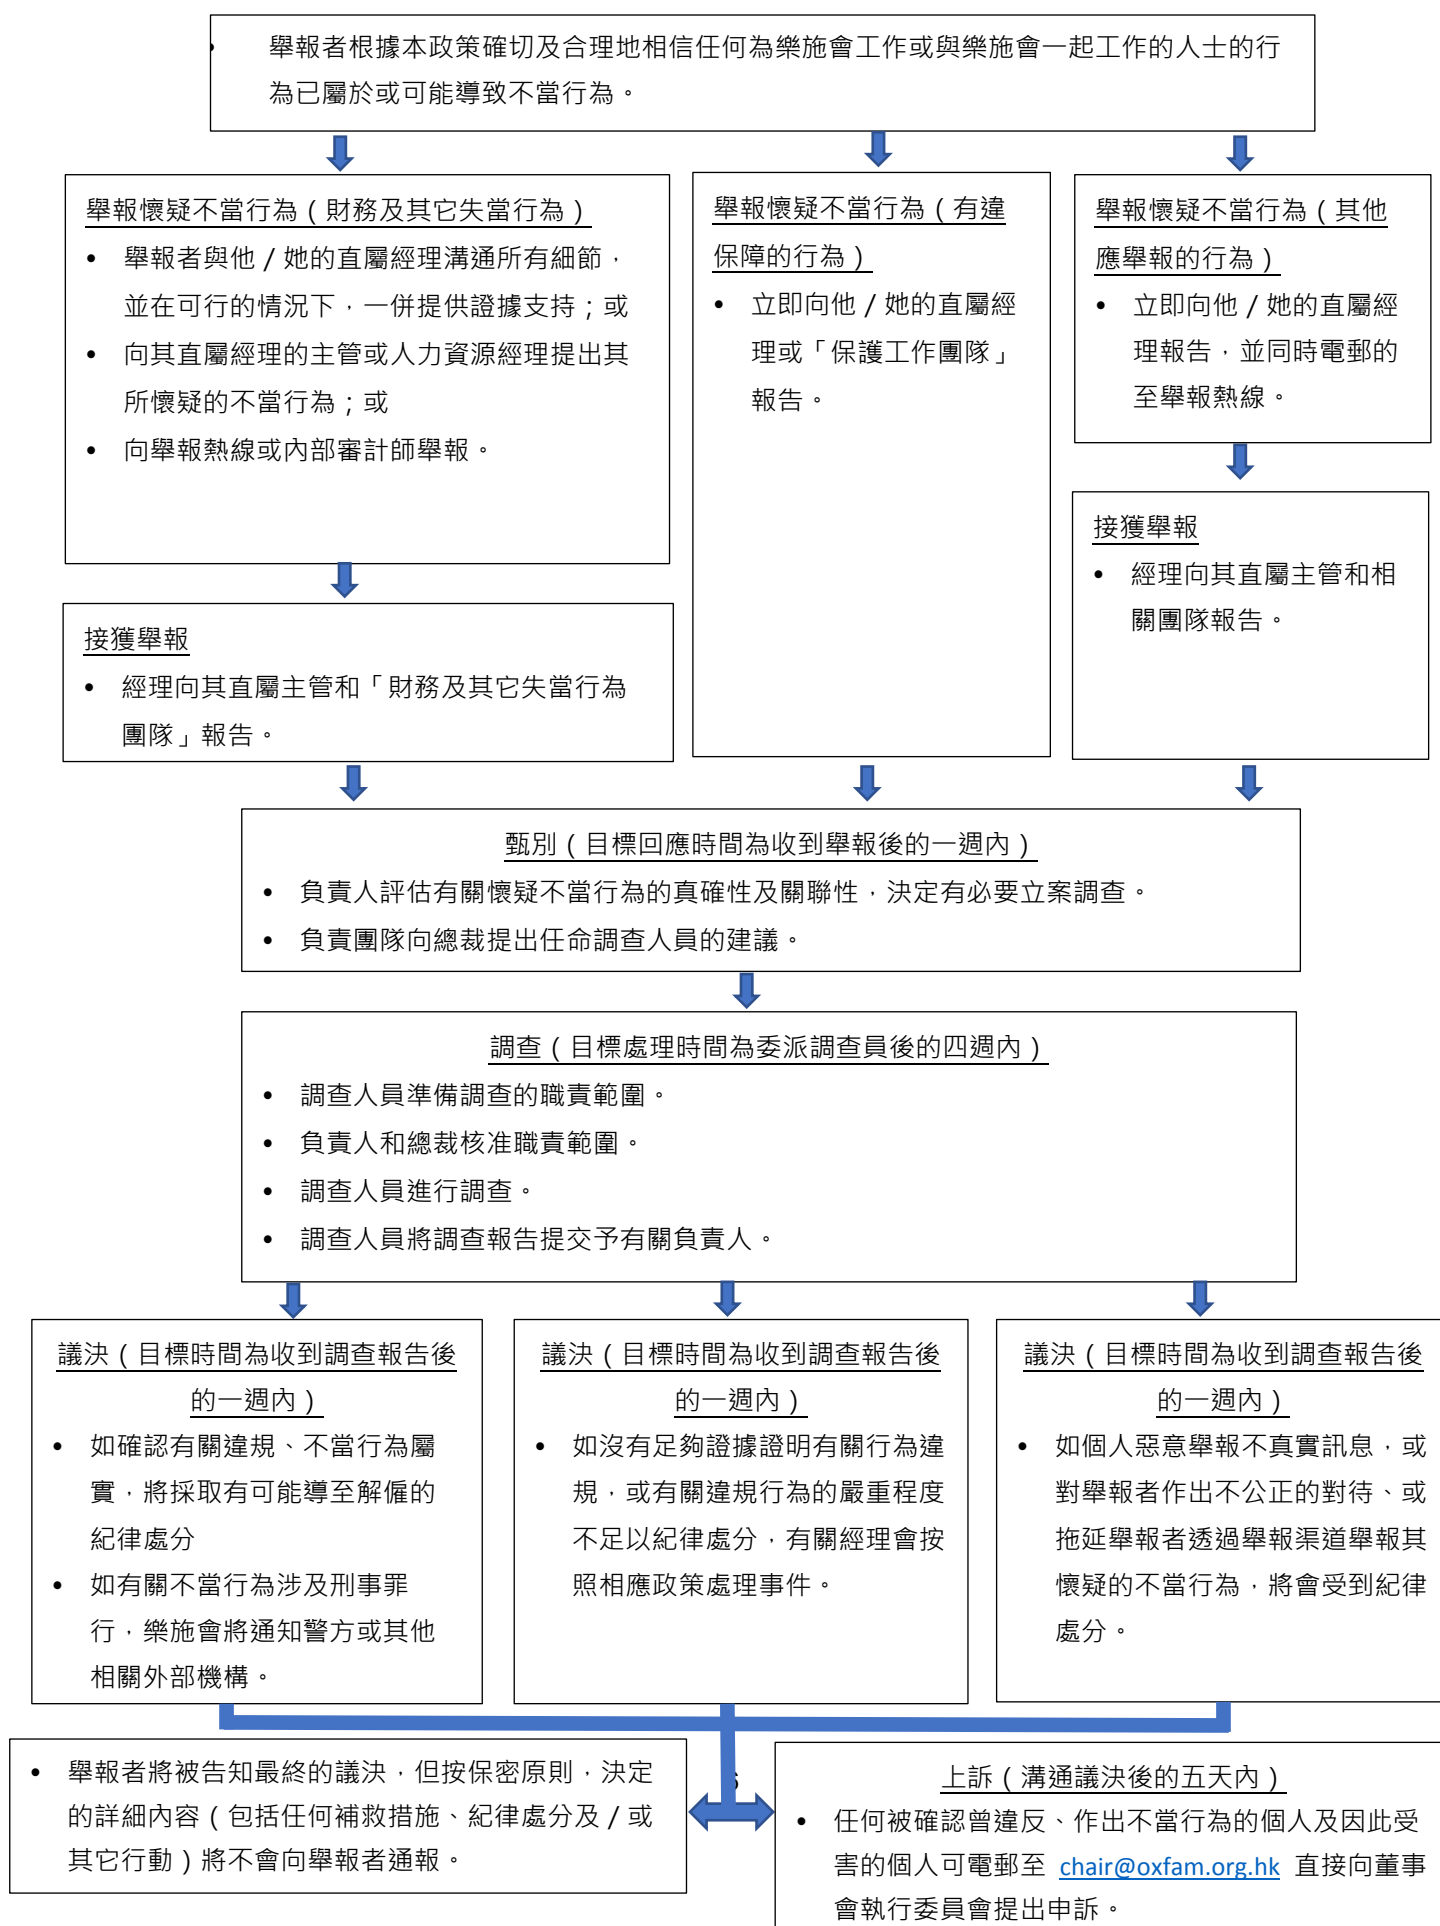 • 舉報者根據本政策確切及合理地相信任何為樂施會工作或與樂施會一起工作的人士的行
為已屬於或可能導致不當行為。
舉報懷疑不當行為（財務及其它失當行為）
• 舉報者與他 / 她的直屬經理溝通所有細節，
並在可行的情況下，一併提供證據支持；或
• 向其直屬經理的主管或人力資源經理提出其
所懷疑的不當行為；或
• 向舉報熱線或內部審計師舉報。
接獲舉報
• 經理向其直屬主管和「財務及其它失當行為
團隊」報告。
舉報懷疑不當行為（有違
保障的行為）
• 立即向他 / 她的直屬經
理或「保護工作團隊」
報告。
舉報懷疑不當行為（其他
應舉報的行為）
• 立即向他 / 她的直屬經
理報告，並同時電郵的
至舉報熱線。
接獲舉報
• 經理向其直屬主管和相
關團隊報告。
甄別（目標回應時間為收到舉報後的一週內）
• 負責人評估有關懷疑不當行為的真確性及關聯性，決定有必要立案調查。
• 負責團隊向總裁提出任命調查人員的建議。
調查（目標處理時間為委派調查員後的四週內）
• 調查人員準備調查的職責範圍。
• 負責人和總裁核准職責範圍。
• 調查人員進行調查。
• 調查人員將調查報告提交予有關負責人。
議決（目標時間為收到調查報告後
的一週內）
• 如確認有關違規、不當行為屬
實，將採取有可能導至解僱的
紀律處分
• 如有關不當行為涉及刑事罪
行，樂施會將通知警方或其他
相關外部機構。
議決（目標時間為收到調查報告後
的一週內）
• 如沒有足夠證據證明有關行為違
規，或有關違規行為的嚴重程度
不足以紀律處分，有關經理會按
照相應政策處理事件。
議決（目標時間為收到調查報告後
的一週內）
• 如個人惡意舉報不真實訊息，或
對舉報者作出不公正的對待、或
拖延舉報者透過舉報渠道舉報其
懷疑的不當行為，將會受到紀律
處分。
• 舉報者將被告知最終的議決，但按保密原則，決定
的詳細內容（包括任何補救措施、紀律處分及 / 或
其它行動）將不會向舉報者通報。
上訴（溝通議決後的五天內）
• 任何被確認曾違反、作出不當行為的個人及因此受
害的個人可電郵至 chair@oxfam.org.hk 直接向董事
會執行委員會提出申訴。